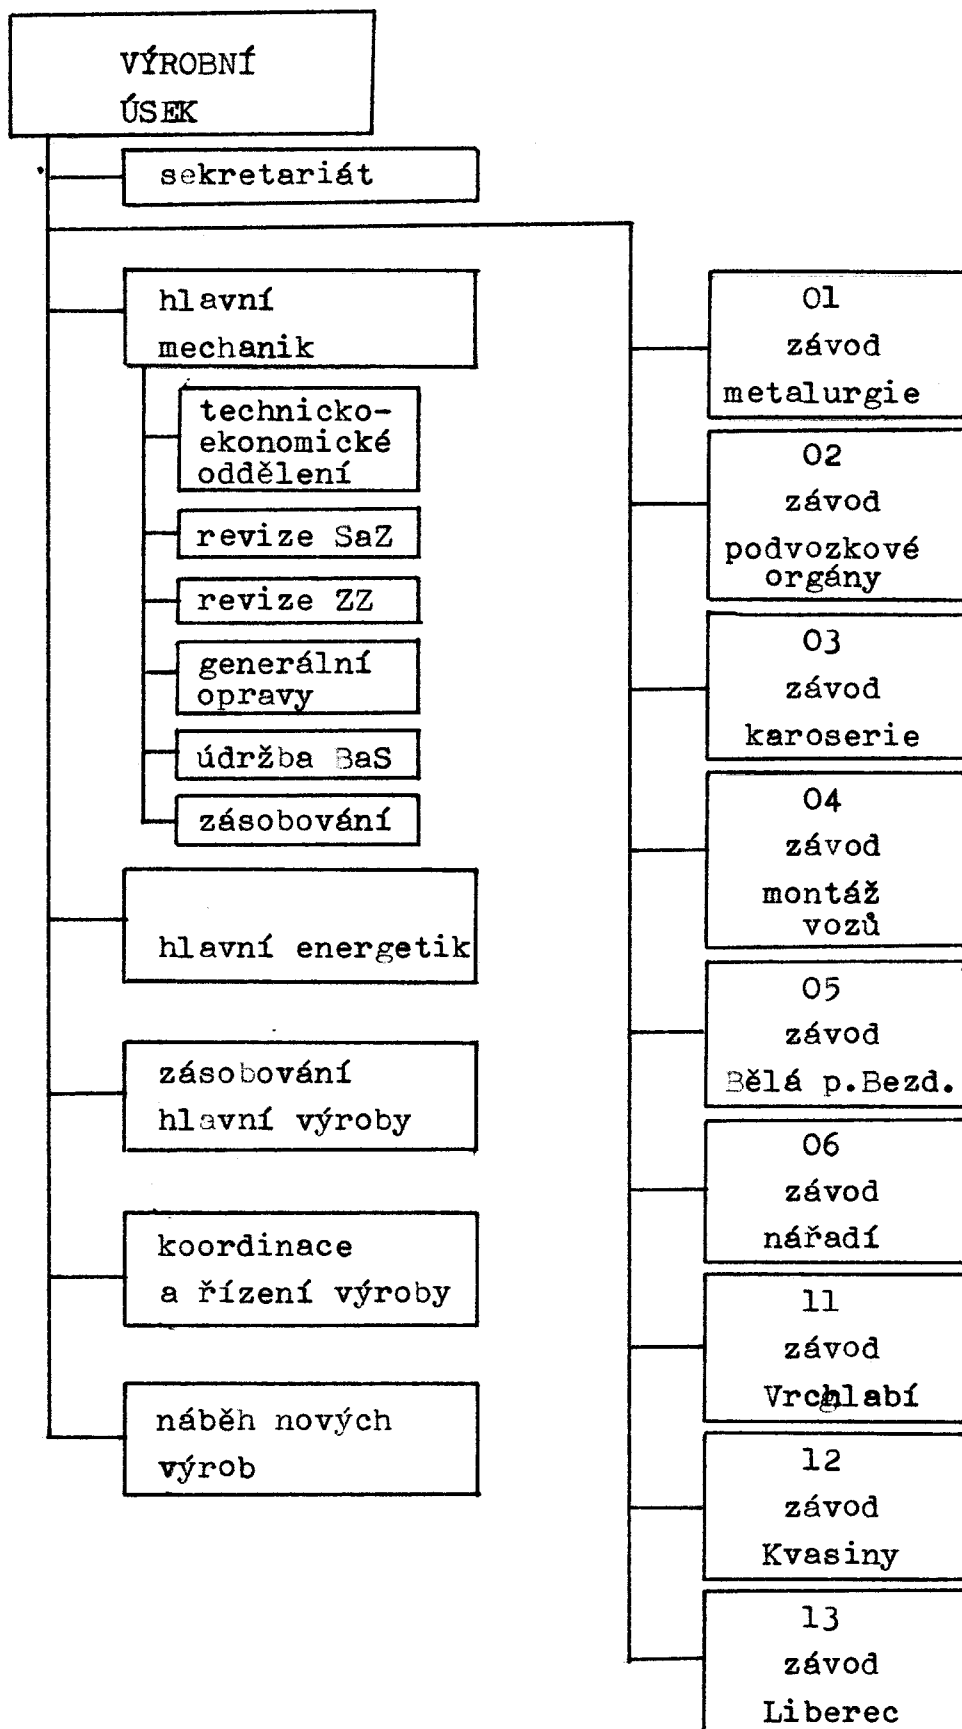 VÝROBNÍ
ÚSEK
sekretariát
hlavní
mechanik
technicko-
ekonomické
oddělení
revize SaZ
revize ZZ
generální
opravy
údržba BaS
zásobování
hlavní energetik
zásobování
hlavní výroby
koordinace
a řízení výroby
náběh nových
výrob
01
závod
metalurgie
02
závod
podvozkové
orgány
03
závod
karoserie
04
závod
montáž
vozů
05
závod
Bělá p.Bezd.
06
závod
nářadí
11
závod
Vrchlabí
12
závod
Kvasiny
13
závod
Liberec